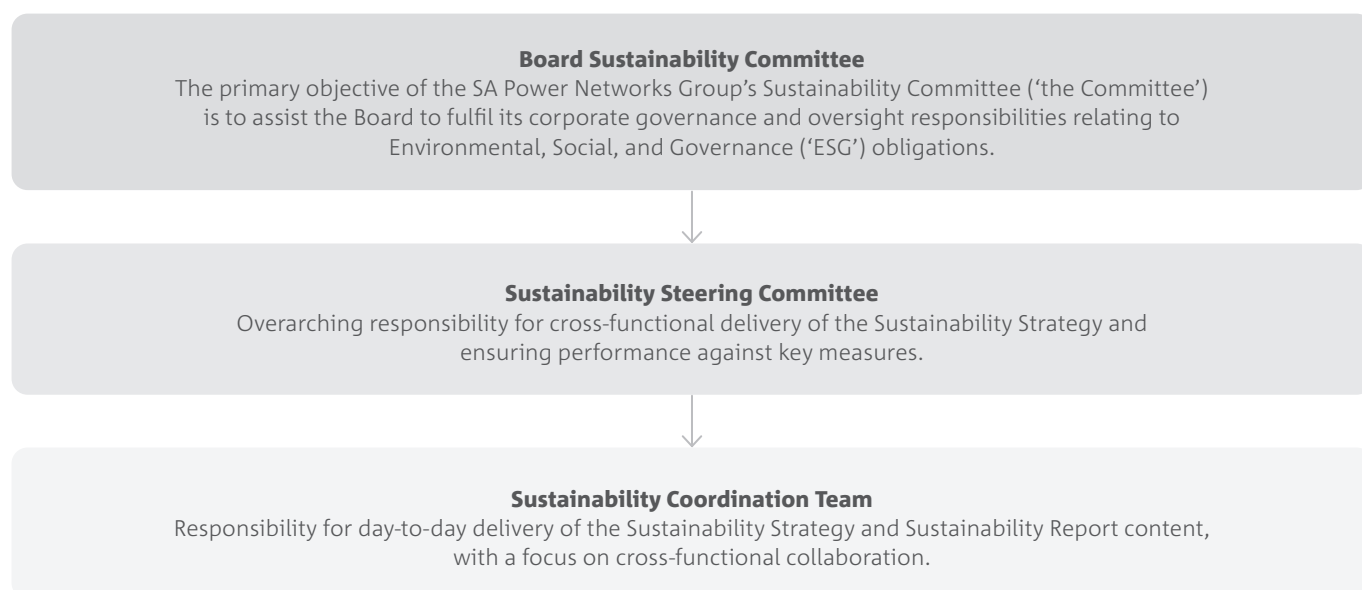 Board Sustainability Committee
The primary objective of the SA Power Networks Group’s Sustainability Committee (‘the Committee’)
is to assist the Board to fulfil its corporate governance and oversight responsibilities relating to
Environmental, Social, and Governance (‘ESG’) obligations.
Sustainability Steering Committee
Overarching responsibility for cross-functional delivery of the Sustainability Strategy and
ensuring performance against key measures.
Sustainability Coordination Team
Responsibility for day-to-day delivery of the Sustainability Strategy and Sustainability Report content,
with a focus on cross-functional collaboration.